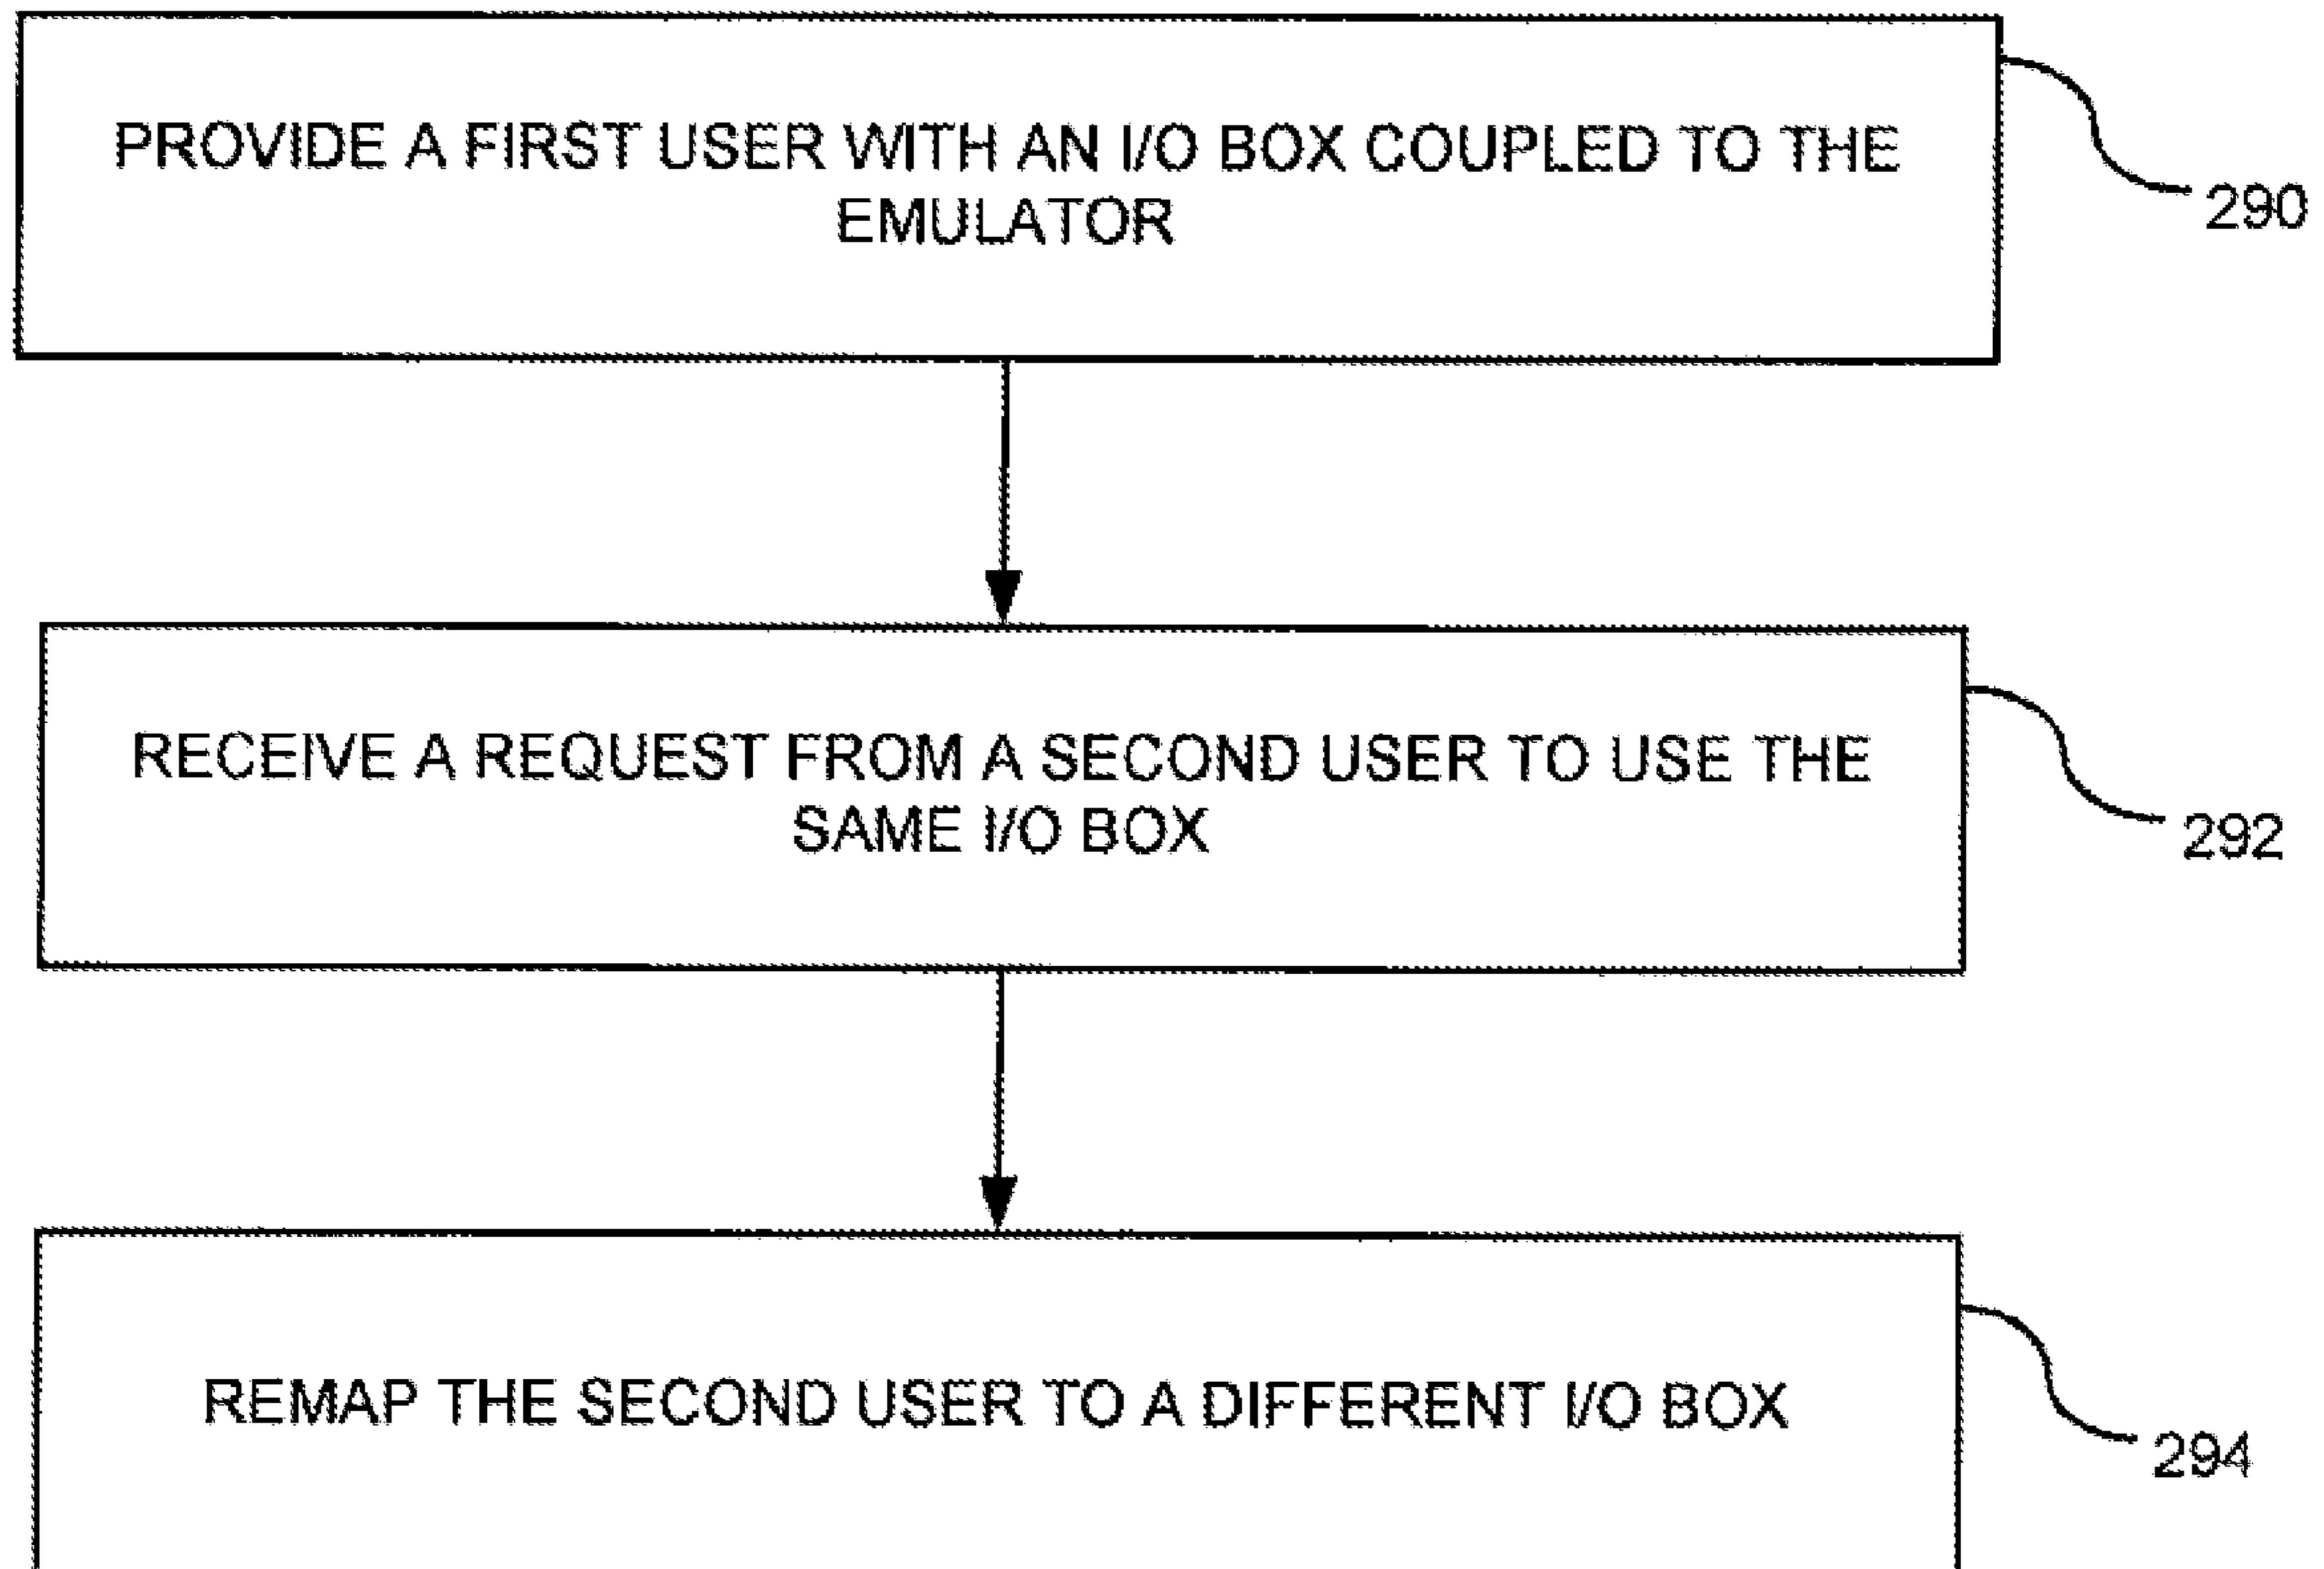 PROVIDE A FIRST USER WITH AN I/O BOX COUPLED TO THE
EMULATOR
290
RECEIVE A REQUEST FROM A SECOND USER TO USE THE
SAME I/O BOX
292
REMAP THE SECOND USER TO A DIFFERENT I/O BOX
294